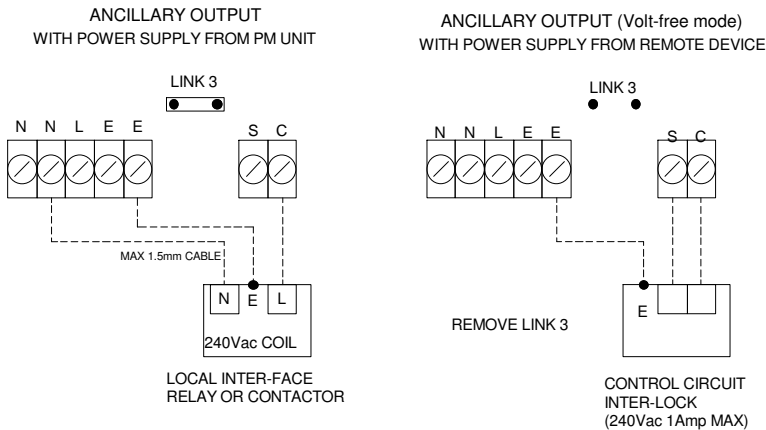 ANCILLARY OUTPUT
WITH POWER SUPPLY FROM PM UNIT
LINK 3
N N L E E
S C
MAX 1.5mm CABLE
N E L
240Vac COIL
LOCAL INTER-FACE
RELAY OR CONTACTOR
ANCILLARY OUTPUT (Volt-free mode)
WITH POWER SUPPLY FROM REMOTE DEVICE
LINK 3
N N L E E
S C
E
REMOVE LINK 3
CONTROL CIRCUIT
INTER-LOCK
(240Vac 1Amp MAX)